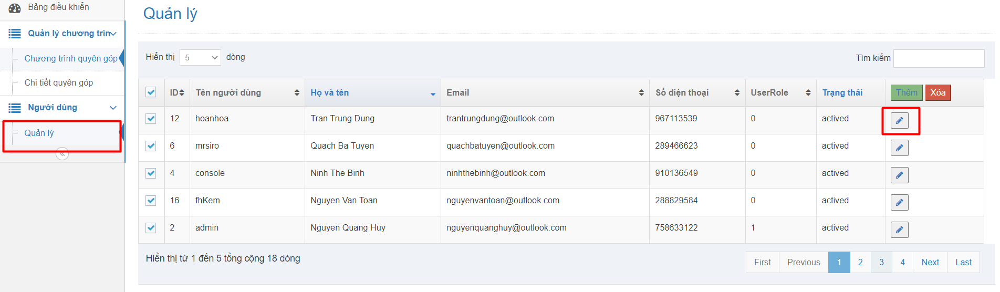 Bảng điều khiển
Quản lý chương trìn
Chương trình quyên góp
Chi tiết quyên góp
Người dùng
Quản lý
Quản lý
Hiển thị 5 dòng
Tìm kiếm
ID Tên người dùng Họ và tên Email Số điện thoại UserRole Trạng thái Thêm Xóa
12 hoanhoa Tran Trung Dung trantrungdung@outlook.com 967113539 0 actived
6 mrsiro Quach Ba Tuyen quachbatuyen@outlook.com 289466623 0 actived
4 console Ninh The Binh ninhthebinh@outlook.com 910136549 0 actived
16 fhKem Nguyen Van Toan nguyenvantoan@outlook.com 288829584 0 actived
2 admin Nguyen Quang Huy nguyenquanghuy@outlook.com 758633122 1 actived
Hiển thị từ 1 đến 5 tổng cộng 18 dòng
First Previous 1 2 3 4 Next Last